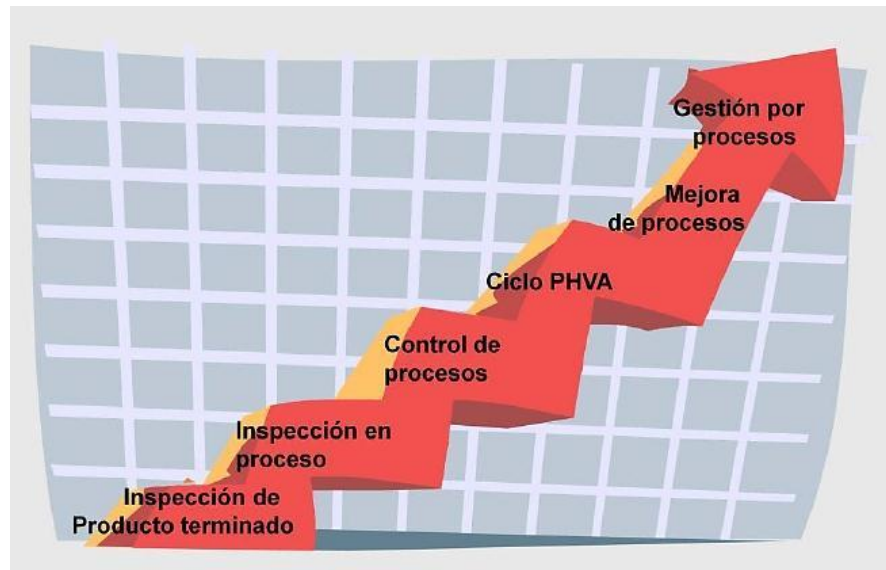 Gestión por
procesos
Mejora
de procesos
Ciclo PHVA
Control de
procesos
Inspección en
proceso
Inspección de
Producto terminado